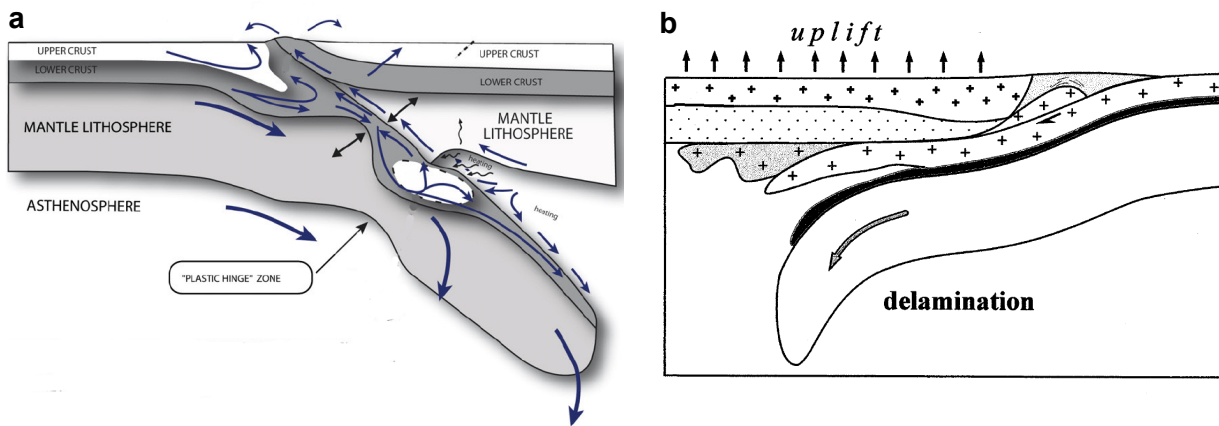 a
UPPER CRUST
LOWER CRUST
MANTLE LITHOSPHERE
ASTHENOSPHERE
"PLASTIC HINGE" ZONE
UPPER CRUST
LOWER CRUST
MANTLE
LITHOSPHERE
heating
heating
b
uplift
delamination